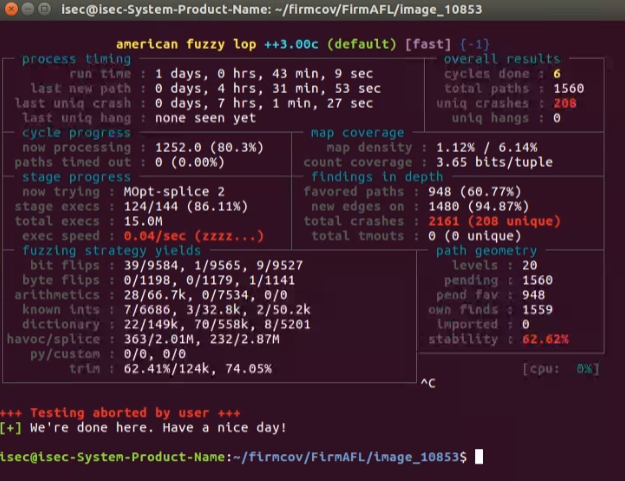 isec@isec-System-Product-Name: ~/firmcov/FirmAFL/image_10853
american fuzzy lop ++3.00c (default) [fast] {-1}
process timing overall results
run time : 1 days, 0 hrs, 43 min, 9 sec cycles done : 6
last new path : 0 days, 4 hrs, 31 min, 53 sec total paths : 1560
last uniq crash : 0 days, 7 hrs, 1 min, 27 sec uniq crashes : 208
last uniq hang : none seen yet uniq hangs : 0
cycle progress map coverage
now processing : 1252.0 (80.3%) map density : 1.12% / 6.14%
paths timed out : 0 (0.00%) count coverage : 3.65 bits/tuple
stage progress findings in depth
now trying : MOpt-splice 2 favored paths : 948 (60.77%)
stage execs : 124/144 (86.11%) new edges on : 1480 (94.87%)
total execs : 15.0M total crashes : 2161 (208 unique)
exec speed : 0.04/sec (zzzz...) total tmouts : 0 (0 unique)
fuzzing strategy yields path geometry
bit flips : 39/9584, 1/9565, 9/9527 levels : 20
byte flips : 0/1198, 0/1179, 1/1141 pending : 1560
arithmetics : 28/66.7k, 0/7534, 0/0 pend fav : 948
known ints : 7/6686, 3/32.8k, 2/50.2k own finds : 1559
dictionary : 22/149k, 70/558k, 8/5201 imported : 0
havoc/splice : 363/2.01M, 232/2.87M stability : 62.62%
py/custom : 0/0, 0/0
trim : 62.41%/124k, 74.05% [cpu: 0%]
^C
+++ Testing aborted by user +++
[+] We're done here. Have a nice day!
isec@isec-System-Product-Name:~/firmcov/FirmAFL/image_10853$